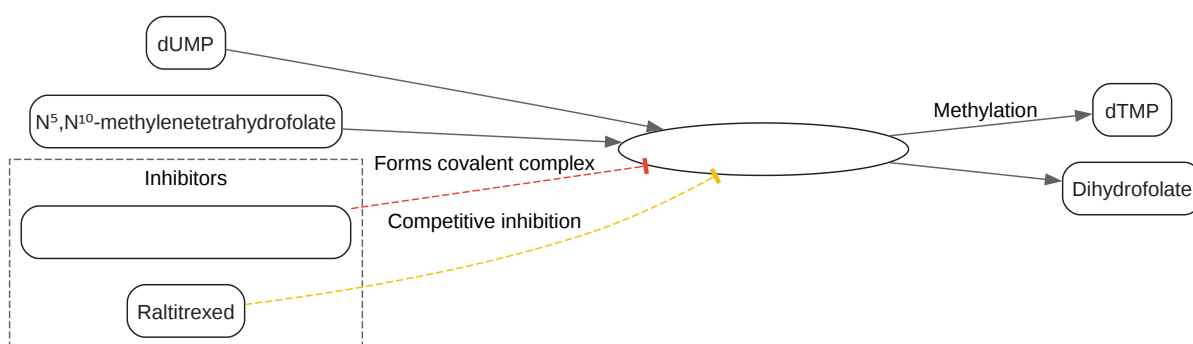 dUMP
N⁵,N¹⁰-methylenetetrahydrofolate
Inhibitors
Raltitrexed
Forms covalent complex
Competitive inhibition
Methylation
dTMP
Dihydrofolate